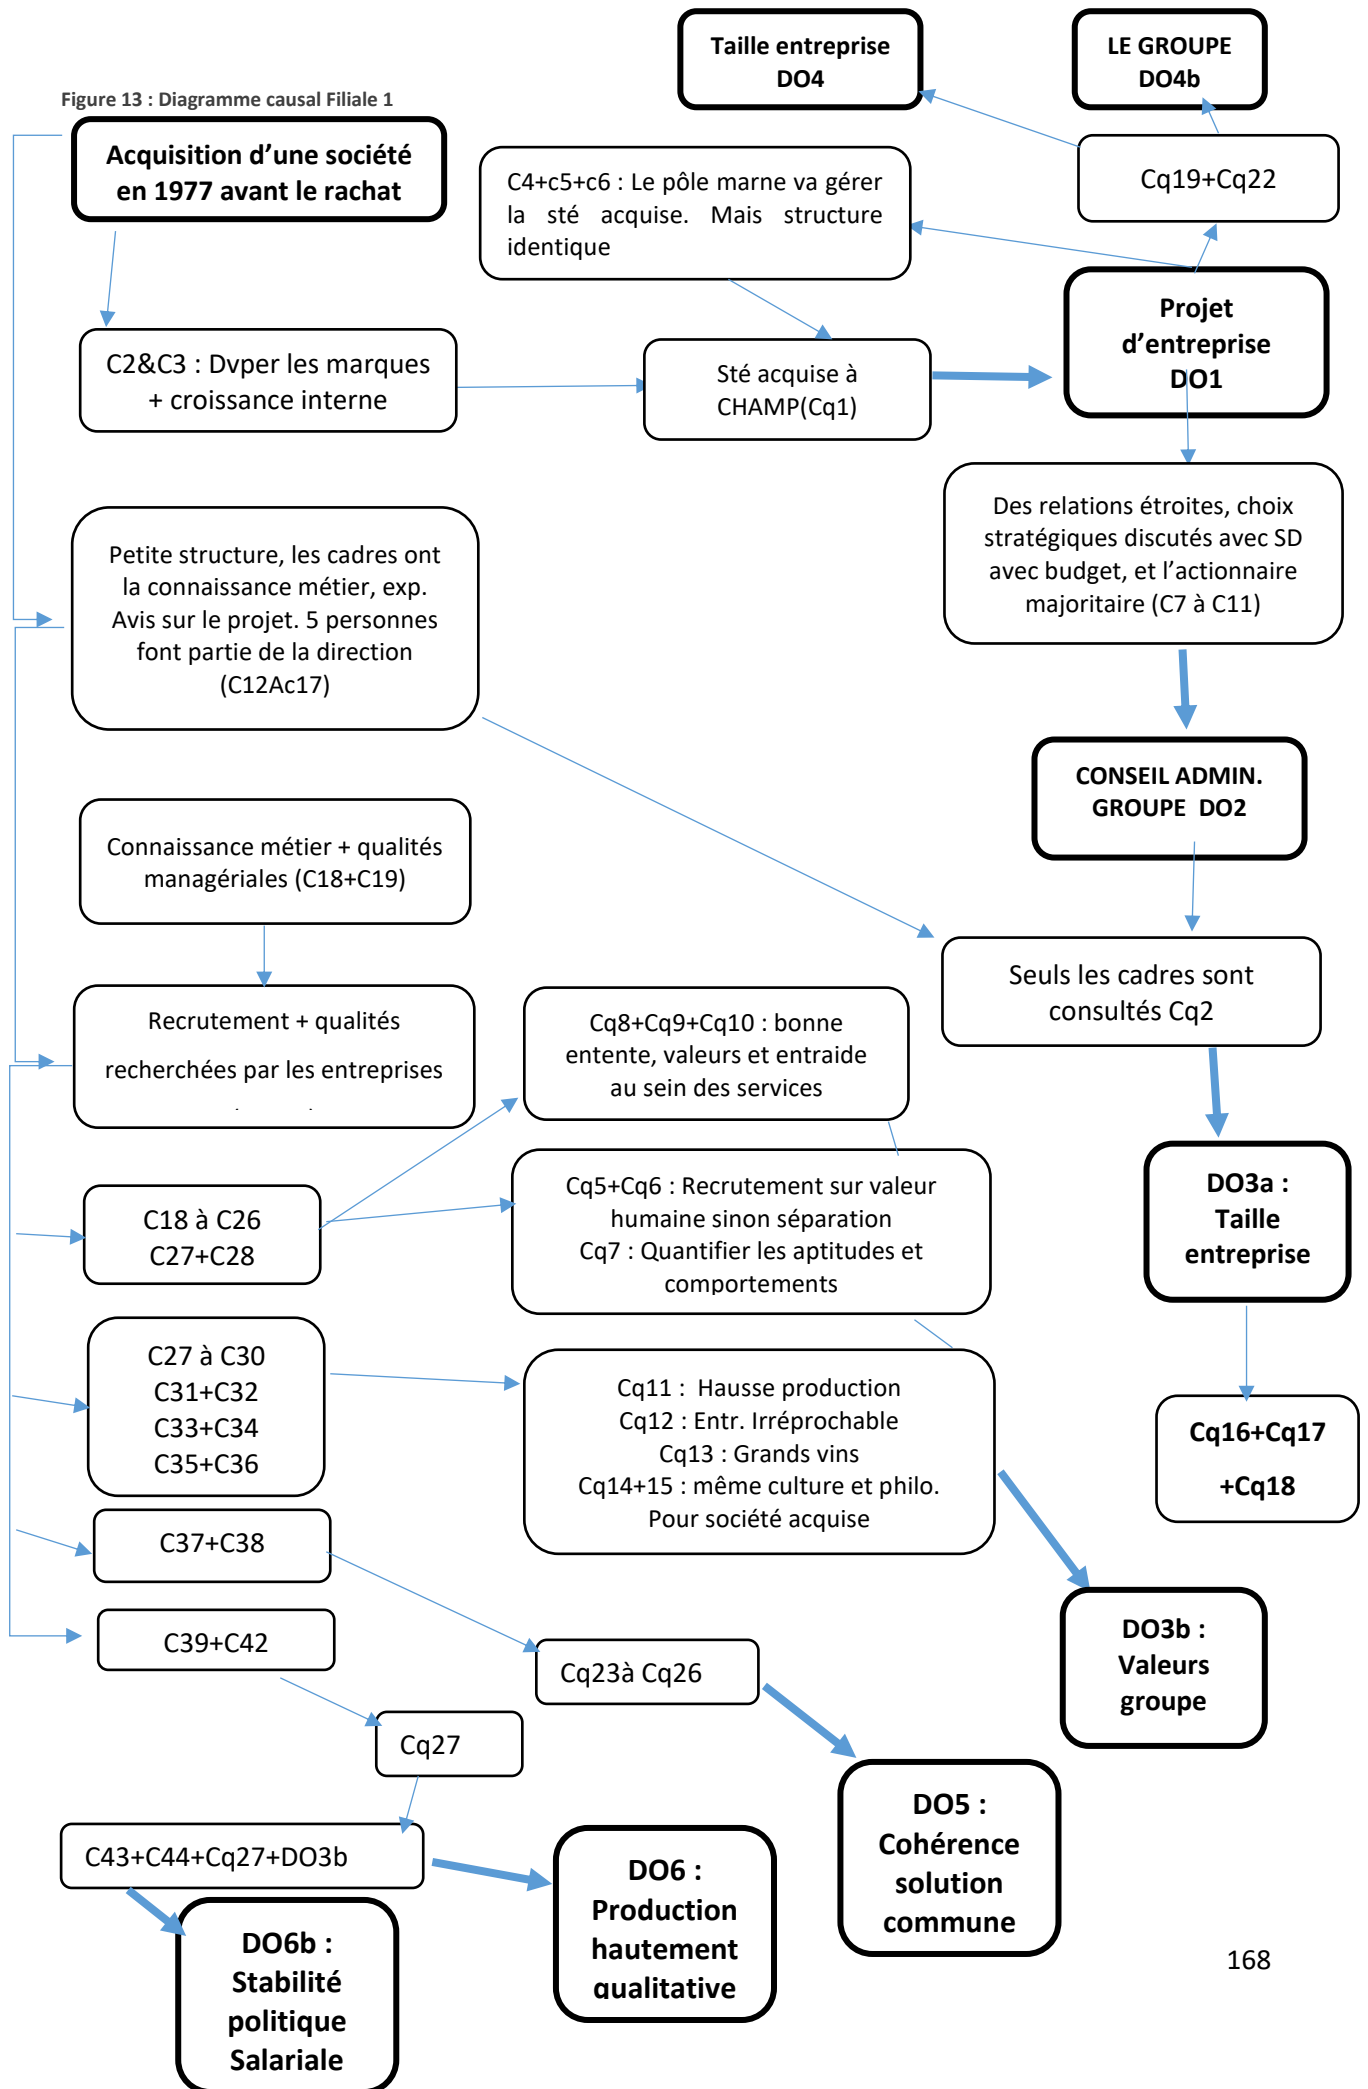 Taille entreprise
DO4
LE GROUPE
DO4b
Figure 13 : Diagramme causal Filiale 1
Acquisition d’une société
en 1977 avant le rachat
C4+c5+c6 : Le pôle marne va gérer
la sté acquise. Mais structure
identique
Cq19+Cq22
C2&C3 : Dvper les marques
+ croissance interne
Sté acquise à
CHAMP(Cq1)
Projet
d’entreprise
DO1
Petite structure, les cadres ont
la connaissance métier, exp.
Avis sur le projet. 5 personnes
font partie de la direction
(C12Ac17)
Des relations étroites, choix
stratégiques discutés avec SD
avec budget, et l’actionnaire
majoritaire (C7 à C11)
CONSEIL ADMIN.
GROUPE DO2
Connaissance métier + qualités
managériales (C18+C19)
Seuls les cadres sont
consultés Cq2
Recrutement + qualités
recherchées par les entreprises
Cq8+Cq9+Cq10 : bonne
entente, valeurs et entraide
au sein des services
C18 à C26
C27+C28
Cq5+Cq6 : Recrutement sur valeur
humaine sinon séparation
Cq7 : Quantifier les aptitudes et
comportements
DO3a :
Taille
entreprise
C27 à C30
C31+C32
C33+C34
C35+C36
Cq11 : Hausse production
Cq12 : Entr. Irréprochable
Cq13 : Grands vins
Cq14+15 : même culture et philo.
Pour société acquise
Cq16+Cq17
+Cq18
C37+C38
C39+C42
Cq23à Cq26
DO3b :
Valeurs
groupe
Cq27
C43+C44+Cq27+DO3b
DO6 :
Production
hautement
qualitative
DO5 :
Cohérence
solution
commune
DO6b :
Stabilité
politique
Salariale
168